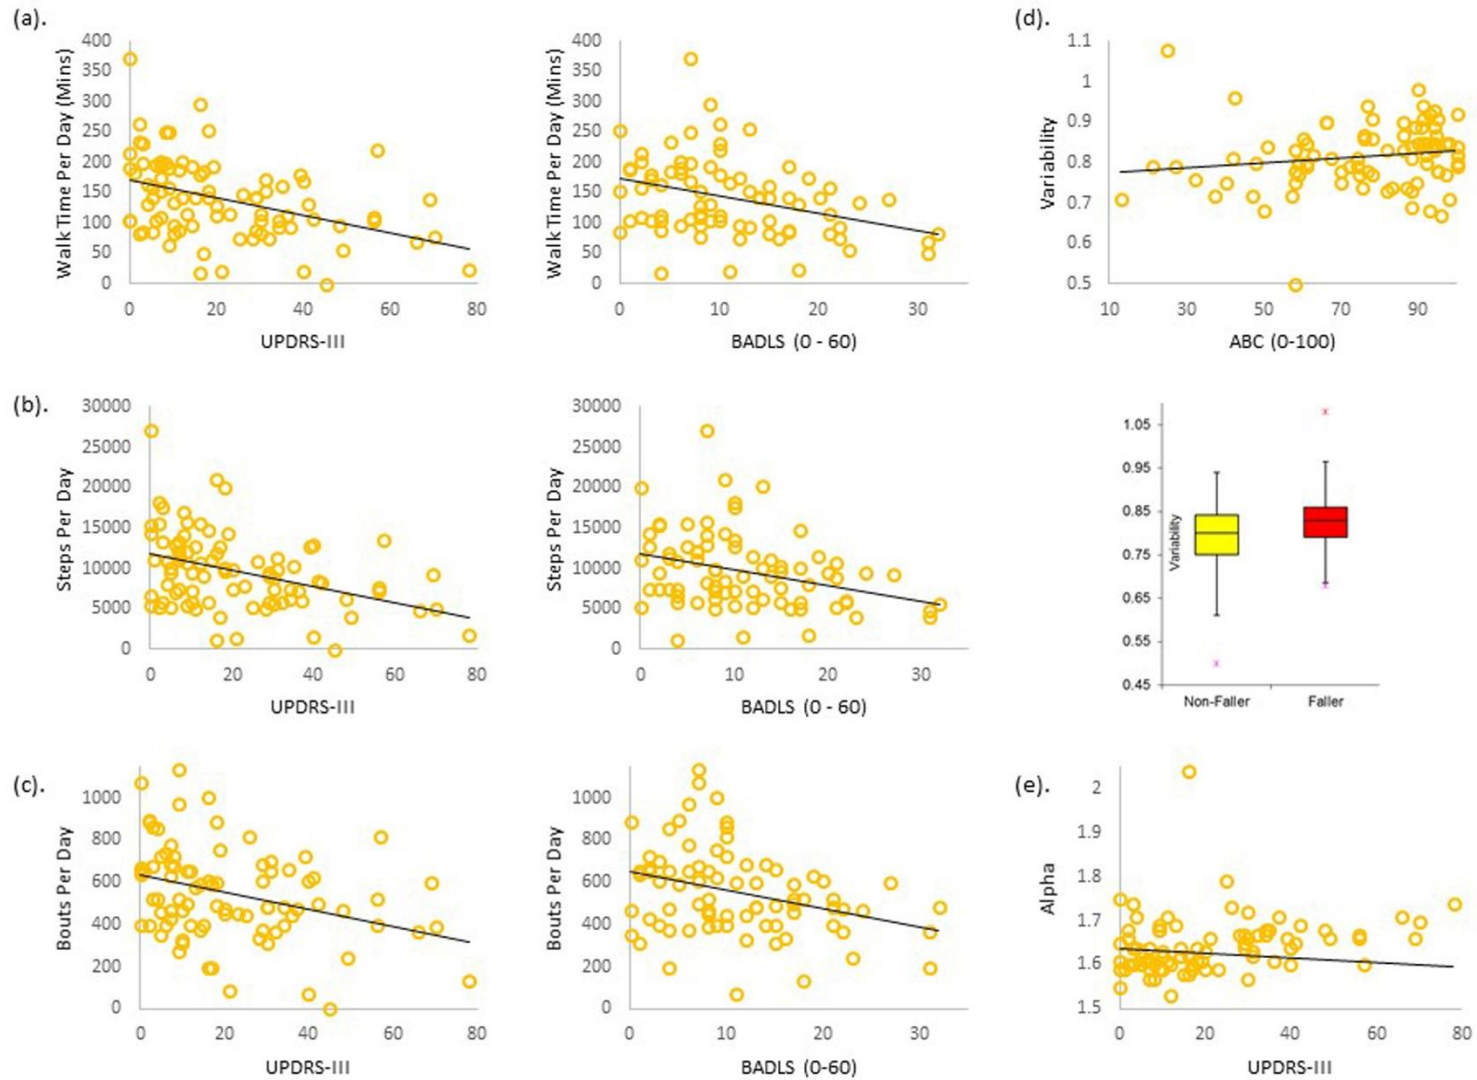 (a).
Walk Time Per Day (Mins)
400
350
300
250
200
150
100
50
0
0 20 40 60 80
UPDRS-III
Walk Time Per Day (Mins)
400
350
300
250
200
150
100
50
0
0 10 20 30
BADLS (0 - 60)
(d).
Variability
1.1
1
0.9
0.8
0.7
0.6
0.5
10 30 50 70 90
ABC (0-100)
(b).
Steps Per Day
30000
25000
20000
15000
10000
5000
0
0 20 40 60 80
UPDRS-III
Steps Per Day
30000
25000
20000
15000
10000
5000
0
0 10 20 30
BADLS (0 - 60)
Variability
1.05
0.95
0.85
0.75
0.65
0.55
0.45
Non-Faller Faller
(c).
Bouts Per Day
1000
800
600
400
200
0
0 20 40 60 80
UPDRS-III
Bouts Per Day
1000
800
600
400
200
0
0 10 20 30
BADLS (0-60)
(e).
Alpha
2
1.9
1.8
1.7
1.6
1.5
0 20 40 60 80
UPDRS-III